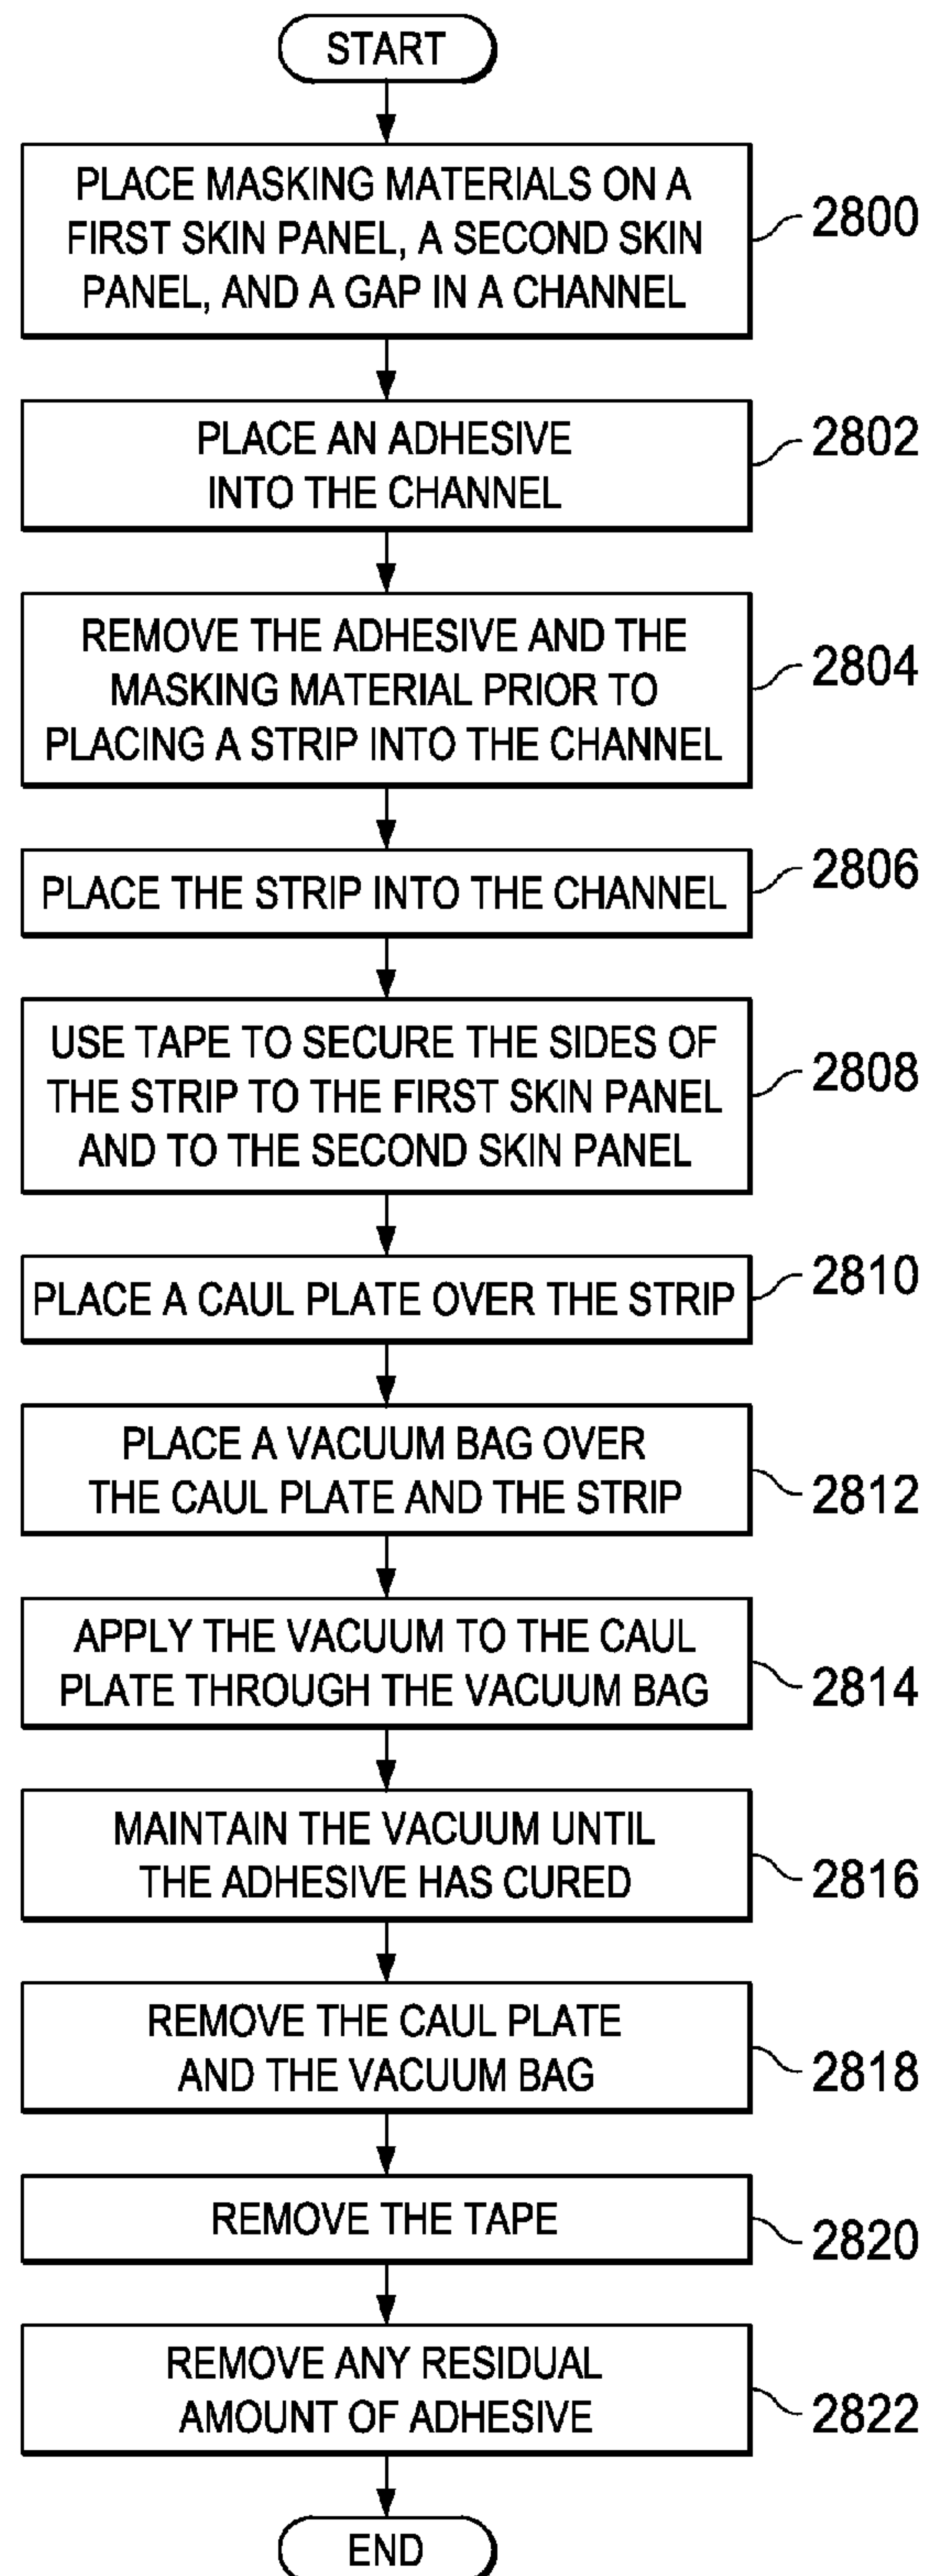 START
PLACE MASKING MATERIALS ON A
FIRST SKIN PANEL, A SECOND SKIN
PANEL, AND A GAP IN A CHANNEL
2800
PLACE AN ADHESIVE
INTO THE CHANNEL
2802
REMOVE THE ADHESIVE AND THE
MASKING MATERIAL PRIOR TO
PLACING A STRIP INTO THE CHANNEL
2804
PLACE THE STRIP INTO THE CHANNEL
2806
USE TAPE TO SECURE THE SIDES OF
THE STRIP TO THE FIRST SKIN PANEL
AND TO THE SECOND SKIN PANEL
2808
PLACE A CAUL PLATE OVER THE STRIP
2810
PLACE A VACUUM BAG OVER
THE CAUL PLATE AND THE STRIP
2812
APPLY THE VACUUM TO THE CAUL
PLATE THROUGH THE VACUUM BAG
2814
MAINTAIN THE VACUUM UNTIL
THE ADHESIVE HAS CURED
2816
REMOVE THE CAUL PLATE
AND THE VACUUM BAG
2818
REMOVE THE TAPE
2820
REMOVE ANY RESIDUAL
AMOUNT OF ADHESIVE
2822
END